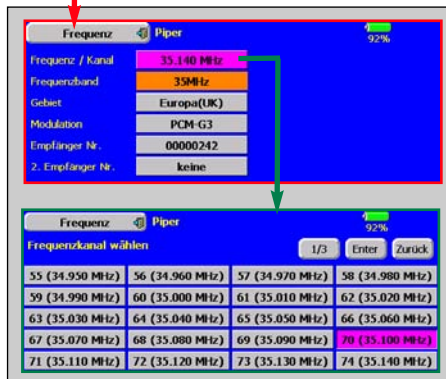 Frequenz Piper 92%
Frequenz / Kanal 35.140 MHz
Frequenzband 35MHz
Gebiet Europa(UK)
Modulation PCM-G3
Empfänger Nr. 00000242
2. Empfänger Nr. keine
Frequenz Piper 92%
Frequenzkanal wählen 1/3 Enter Zurück
55 (34.950 MHz) 56 (34.960 MHz) 57 (34.970 MHz) 58 (34.980 MHz)
59 (34.990 MHz) 60 (35.000 MHz) 61 (35.010 MHz) 62 (35.020 MHz)
63 (35.030 MHz) 64 (35.040 MHz) 65 (35.050 MHz) 66 (35.060 MHz)
67 (35.070 MHz) 68 (35.080 MHz) 69 (35.090 MHz) 70 (35.100 MHz)
71 (35.110 MHz) 72 (35.120 MHz) 73 (35.130 MHz) 74 (35.140 MHz)